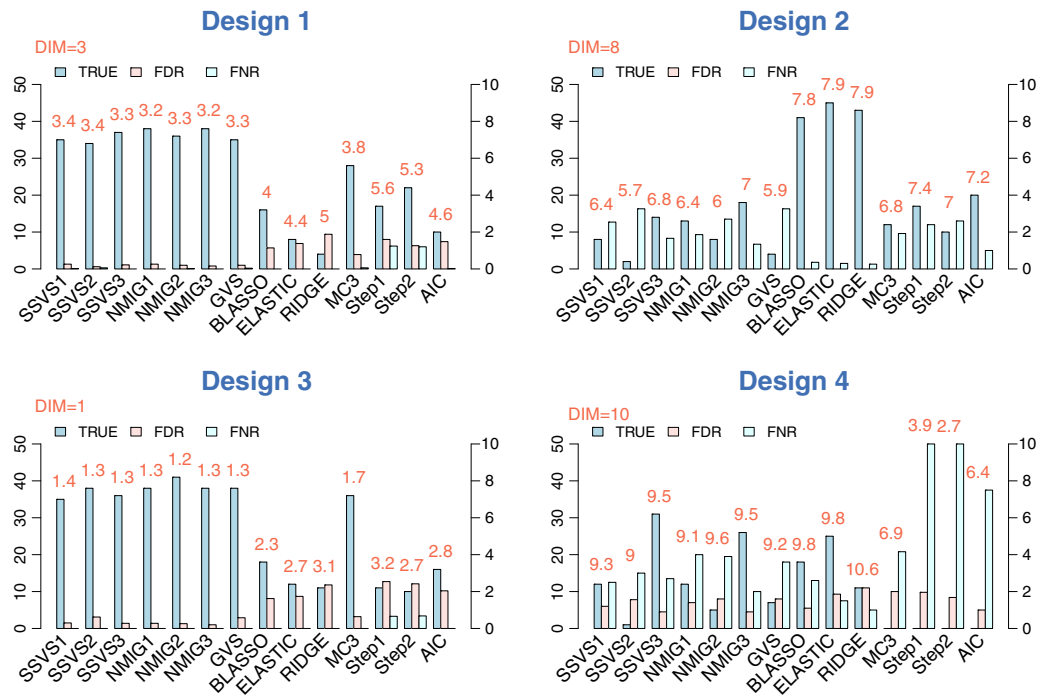 Design 1
DIM=3
TRUE FDR FNR
50 40 30 20 10 0
10 8 6 4 2 0
3.4 3.4 3.3 3.2 3.3 3.2 3.3 4 4.4 5 3.8 5.6 5.3 4.6
SSVS1 SSVS2 SSVS3 NMIG1 NMIG2 NMIG3 GVS BLASSO ELASTIC RIDGE MC3 Step1 Step2 AIC
Design 2
DIM=8
TRUE FDR FNR
50 40 30 20 10 0
10 8 6 4 2 0
6.4 5.7 6.8 6.4 6 7 5.9 7.8 7.9 7.9 6.8 7.4 7 7.2
SSVS1 SSVS2 SSVS3 NMIG1 NMIG2 NMIG3 GVS BLASSO ELASTIC RIDGE MC3 Step1 Step2 AIC
Design 3
DIM=1
TRUE FDR FNR
50 40 30 20 10 0
10 8 6 4 2 0
1.4 1.3 1.3 1.3 1.2 1.3 1.3 2.3 2.7 3.1 1.7 3.2 2.7 2.8
SSVS1 SSVS2 SSVS3 NMIG1 NMIG2 NMIG3 GVS BLASSO ELASTIC RIDGE MC3 Step1 Step2 AIC
Design 4
DIM=10
TRUE FDR FNR
50 40 30 20 10 0
10 8 6 4 2 0
9.3 9 9.5 9.1 9.6 9.5 9.2 9.8 9.8 10.6 6.9 3.9 2.7 6.4
SSVS1 SSVS2 SSVS3 NMIG1 NMIG2 NMIG3 GVS BLASSO ELASTIC RIDGE MC3 Step1 Step2 AIC